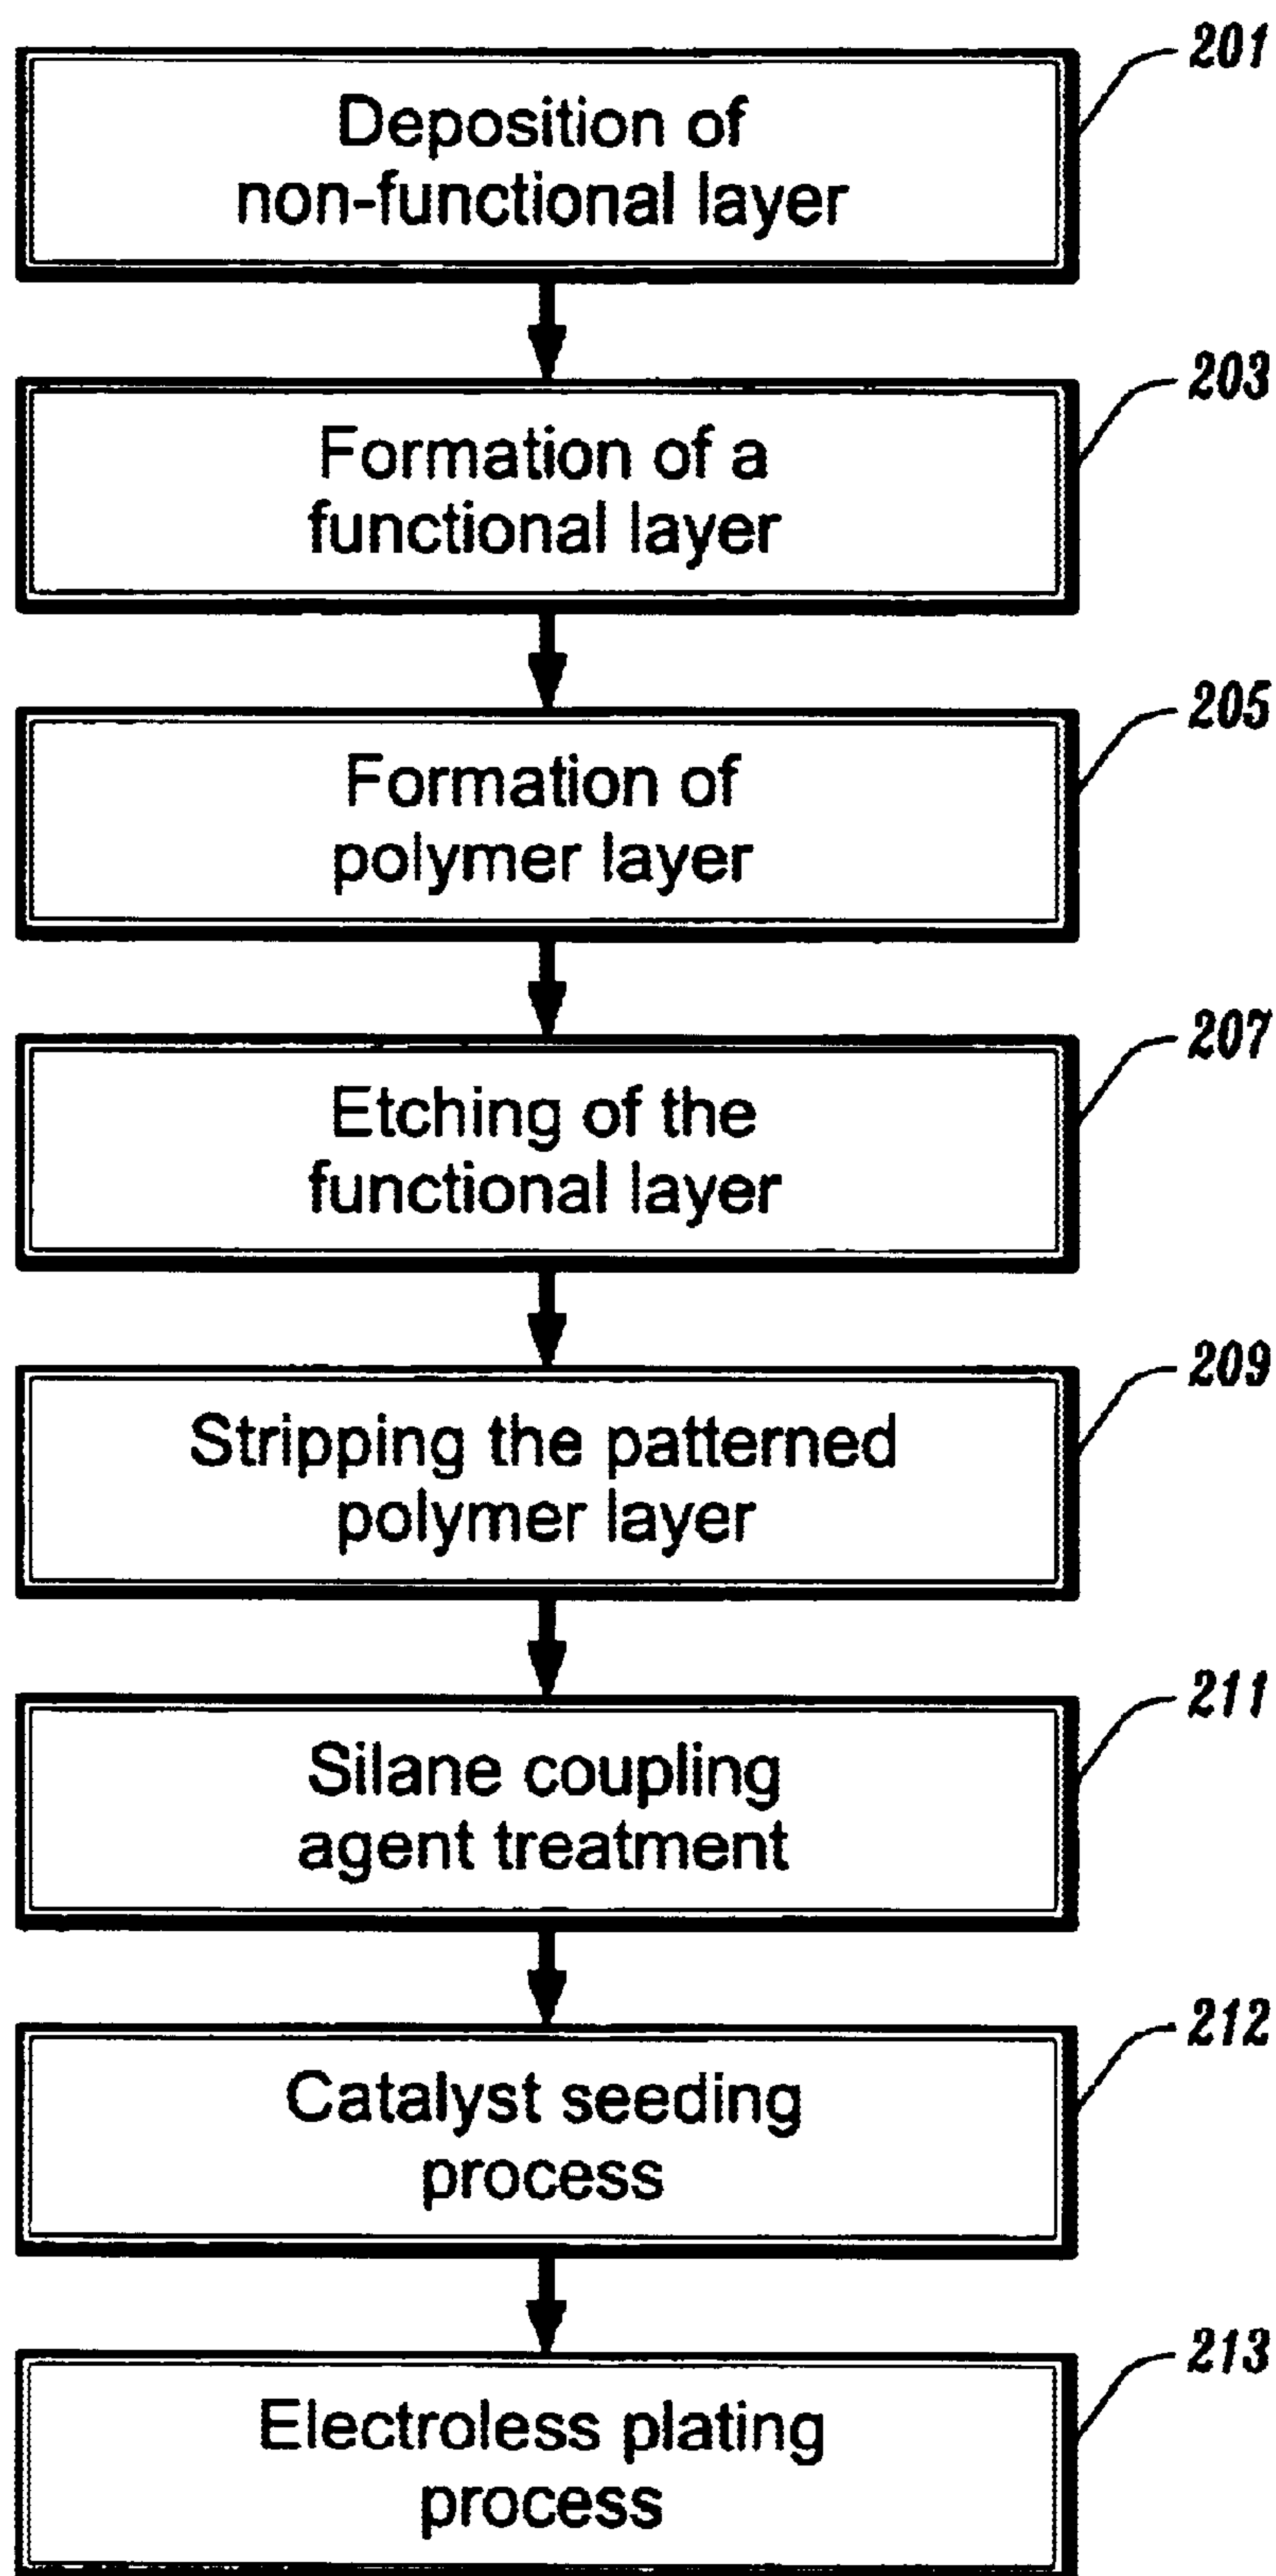 201
Deposition of
non-functional layer
203
Formation of a
functional layer
205
Formation of
polymer layer
207
Etching of the
functional layer
209
Stripping the patterned
polymer layer
211
Silane coupling
agent treatment
212
Catalyst seeding
process
213
Electroless plating
process